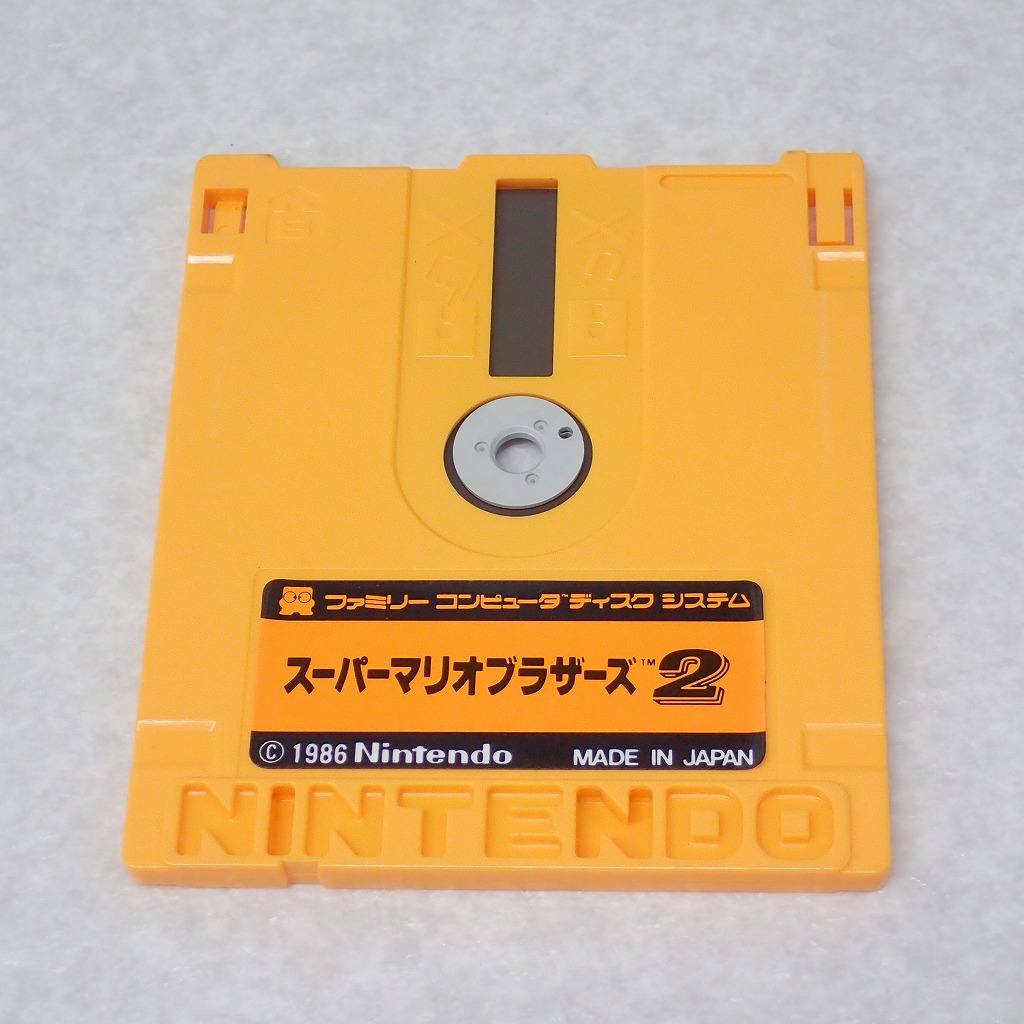 ファミリー コンピュータ™ディスク システム
スーパーマリオブラザーズ™2
© 1986 Nintendo MADE IN JAPAN
NINTENDO